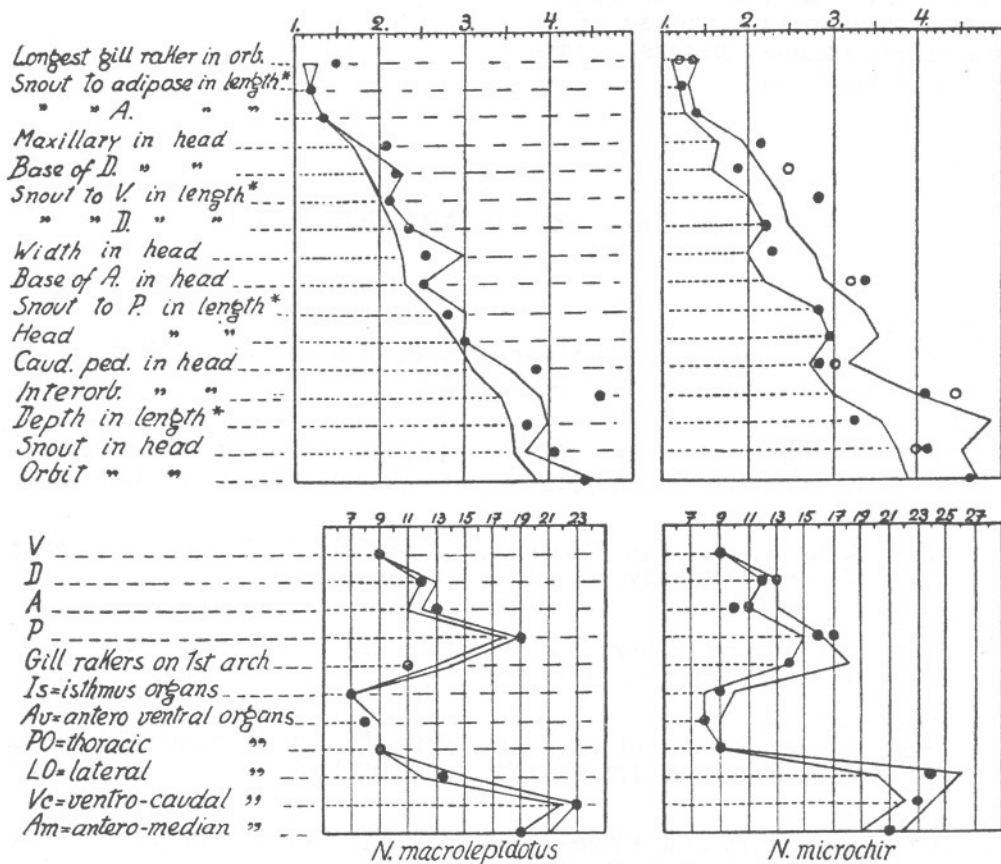 1. 2. 3. 4. 1. 2. 3. 4.
Longest gill raker in orb.
Snout to adipose in length*
" " A. " "
Maxillary in head
Base of D. " "
Snout to V. in length*
" " D. " "
Width in head
Base of A. in head
Snout to P. in length*
Head " "
Caud. ped. in head
Interorb. " "
Depth in length*
Snout in head
Orbit " "
7 9 11 13 15 17 19 21 23 7 9 11 13 15 17 19 21 23 25 27
V
D
A
P
Gill rakers on 1st arch
Is=isthmus organs
Av=antero ventral organs
PO=thoracic "
LO=lateral "
Vc=ventro-caudal "
Am=antero-median "
N. macrolepidotus N. microchir